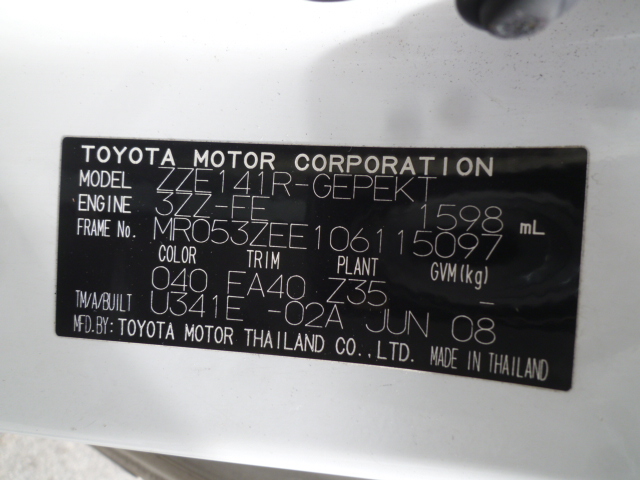 TOYOTA MOTOR CORPORATION
MODEL ZZE141R-GEPEKT
ENGINE 3ZZ-FE 1598 mL
FRAME No. MR053ZEE106115097
COLOR TRIM PLANT GVM(kg)
040 FA40 Z35 –
TM/A/BUILT U341E -02A JUN 08
MFD.BY: TOYOTA MOTOR THAILAND CO.,LTD. MADE IN THAILAND